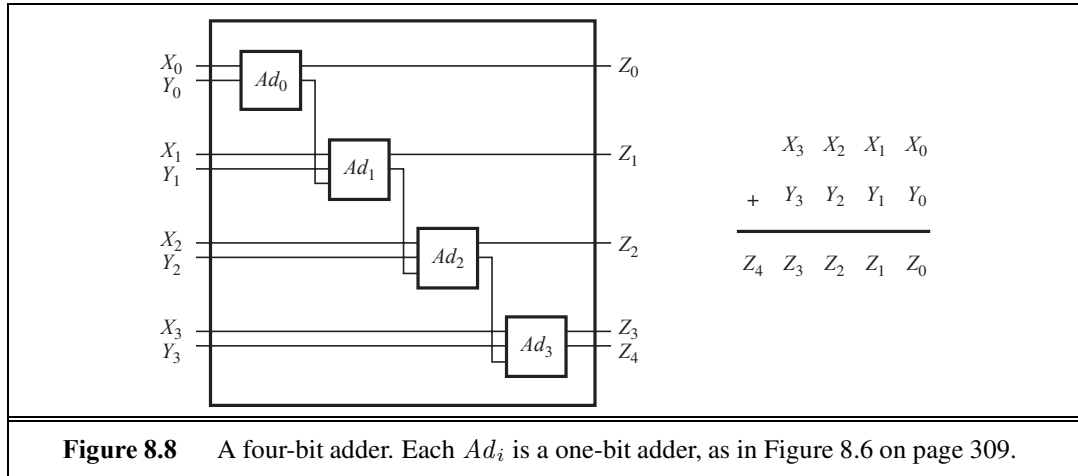 X₀ Z₀
Y₀ Ad₀
X₁ Z₁
Y₁ Ad₁
X₂ Z₂
Y₂ Ad₂
X₃ Z₃
Y₃ Ad₃ Z₄
X₃ X₂ X₁ X₀
+ Y₃ Y₂ Y₁ Y₀
Z₄ Z₃ Z₂ Z₁ Z₀
Figure 8.8 A four-bit adder. Each Adᵢ is a one-bit adder, as in Figure 8.6 on page 309.